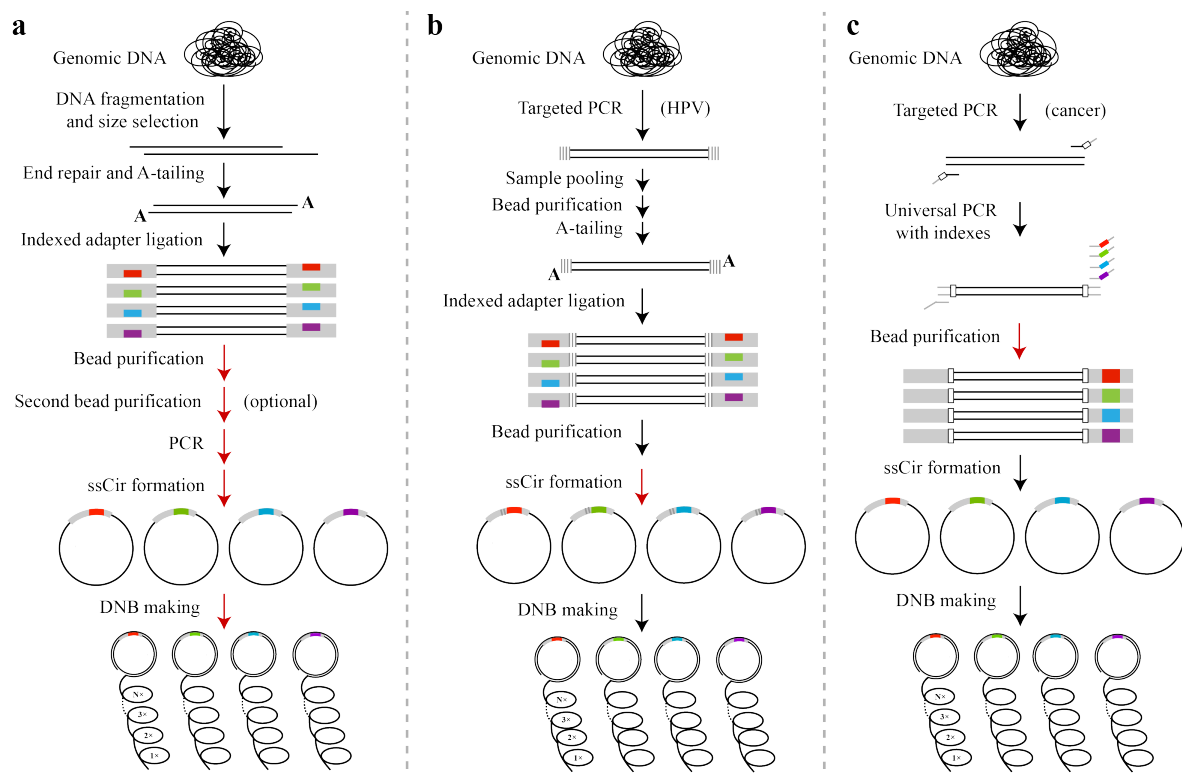 a
Genomic DNA
DNA fragmentation
and size selection
End repair and A-tailing
A
A
Indexed adapter ligation
Bead purification
Second bead purification
(optional)
PCR
ssCir formation
DNB making
N×
3×
2×
1×
b
Genomic DNA
Targeted PCR
(HPV)
Sample pooling
Bead purification
A-tailing
A
A
Indexed adapter ligation
Bead purification
ssCir formation
DNB making
N×
3×
2×
1×
c
Genomic DNA
Targeted PCR
(cancer)
Universal PCR
with indexes
Bead purification
ssCir formation
DNB making
N×
3×
2×
1×